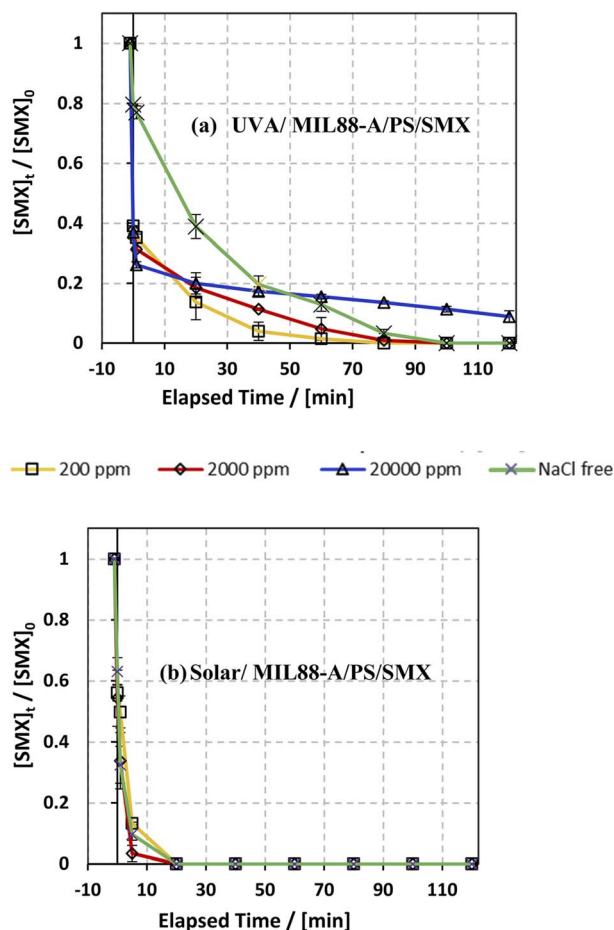 1
0.8
(a) UVA/ MIL88-A/PS/SMX
0.6
[SMX]t / [SMX]0
0.4
0.2
0
-10 10 30 50 70 90 110
Elapsed Time / [min]
200 ppm 2000 ppm 20000 ppm NaCl free
1
0.8
(b) Solar/ MIL88-A/PS/SMX
0.6
[SMX]t / [SMX]0
0.4
0.2
0
-10 10 30 50 70 90 110
Elapsed Time / [min]